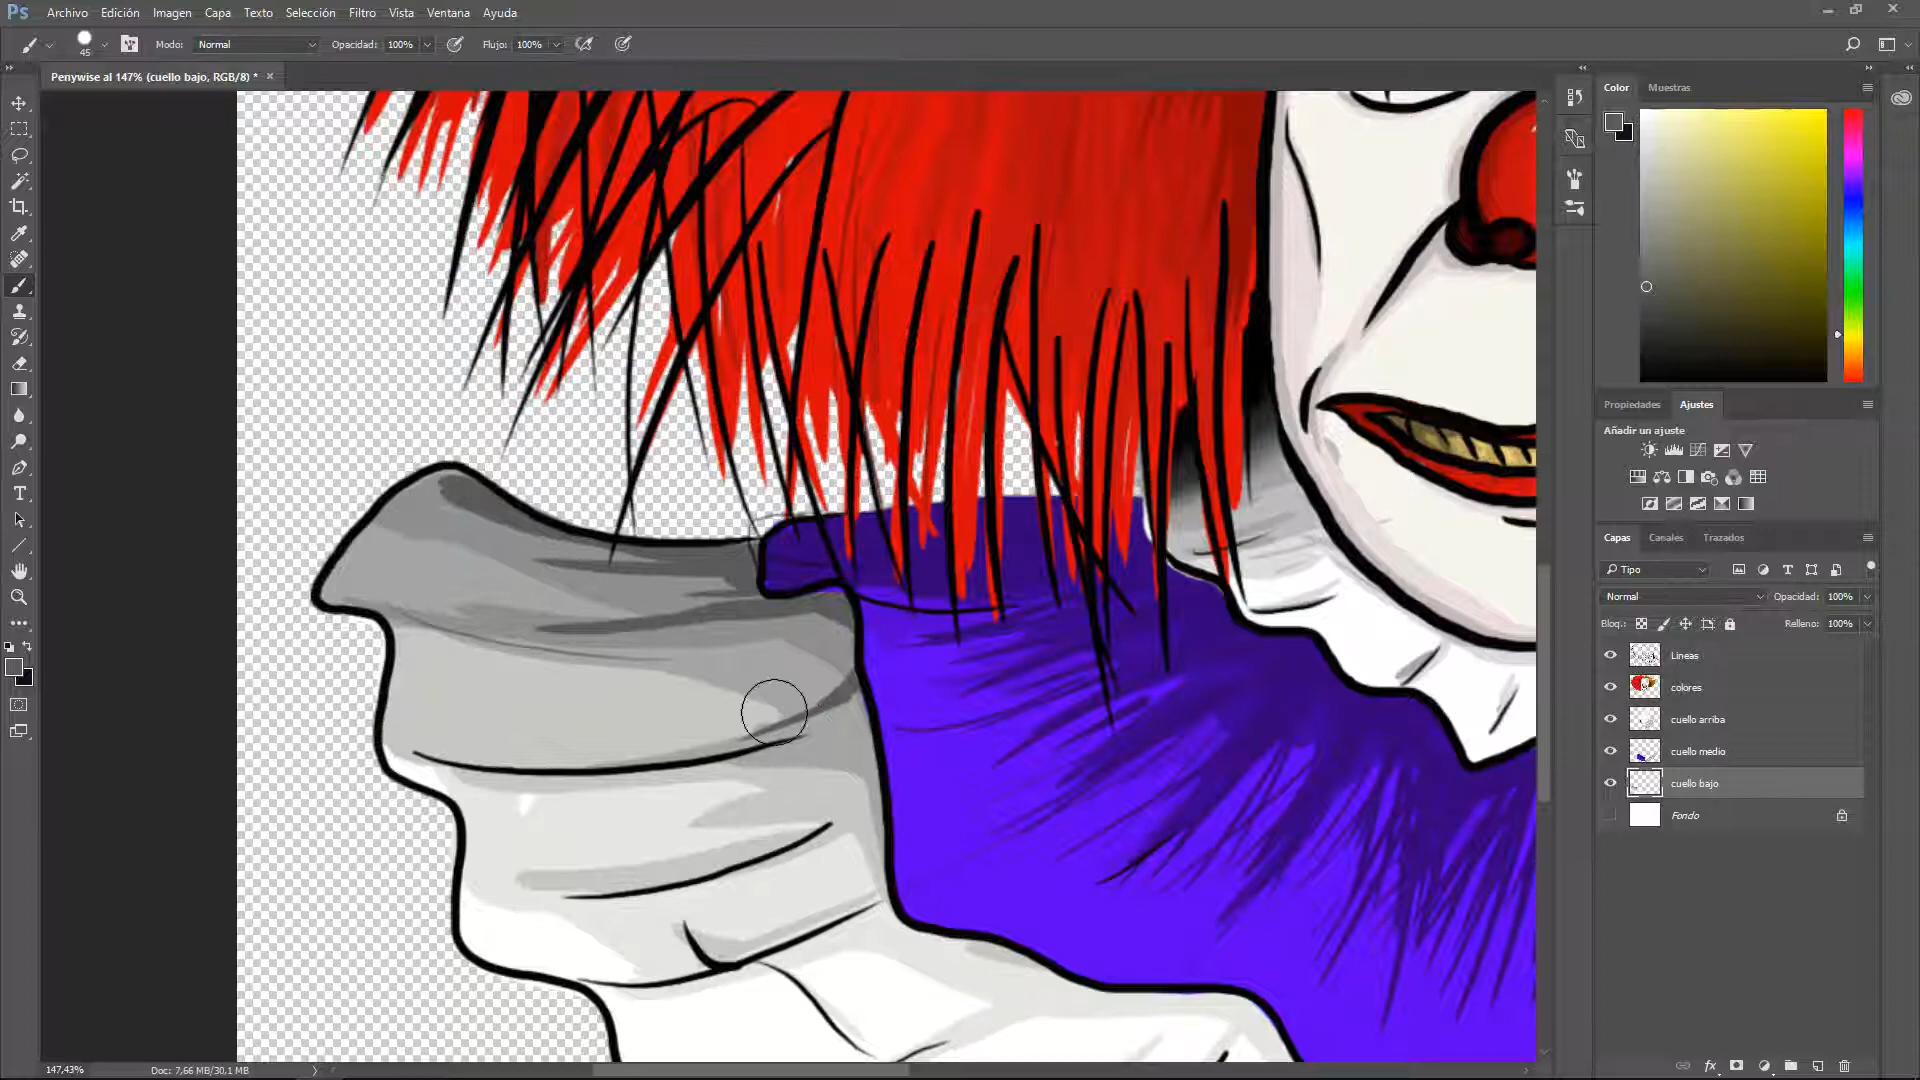 Ps Archivo Edición Imagen Capa Texto Selección Filtro Vista Ventana Ayuda
45 Modo: Normal Opacidad: 100% Flujo: 100%
Penywise al 147% (cuello bajo, RGB/8) * ×
Color Muestras
Propiedades Ajustes
Añadir un ajuste
Capas Canales Trazados
Tipo
Normal Opacidad: 100%
Bloq.: Relleno: 100%
Lineas
colores
cuello arriba
cuello medio
cuello bajo
Fondo
147,43% Doc: 7,66 MB/30,1 MB
fx